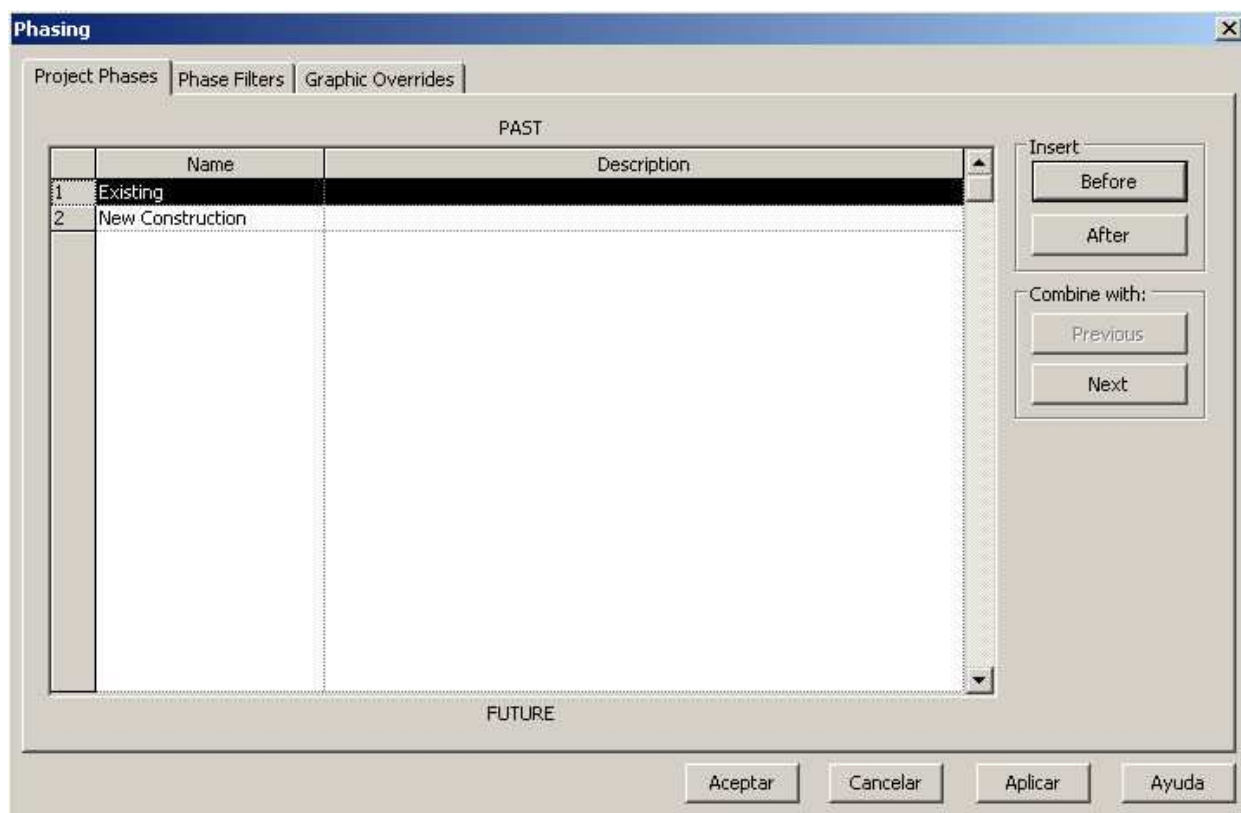 Phasing
Project Phases Phase Filters Graphic Overrides
PAST
Name Description
1 Existing
2 New Construction
FUTURE
Insert
Before
After
Combine with:
Previous
Next
Aceptar Cancelar Aplicar Ayuda